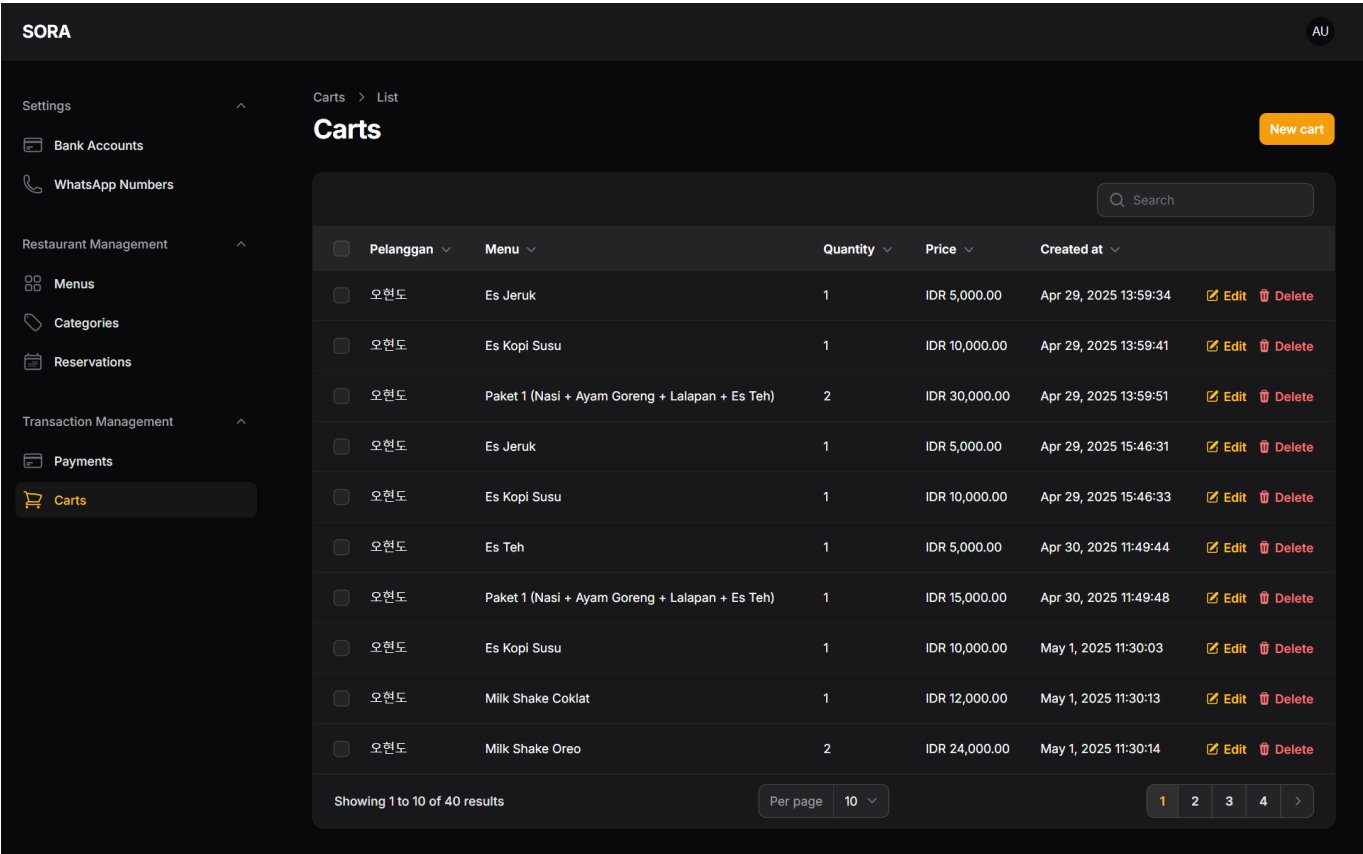 SORA
AU
Settings
Bank Accounts
WhatsApp Numbers
Restaurant Management
Menus
Categories
Reservations
Transaction Management
Payments
Carts
Carts > List
Carts
New cart
Search
Pelanggan Menu Quantity Price Created at
오현도 Es Jeruk 1 IDR 5,000.00 Apr 29, 2025 13:59:34 Edit Delete
오현도 Es Kopi Susu 1 IDR 10,000.00 Apr 29, 2025 13:59:41 Edit Delete
오현도 Paket 1 (Nasi + Ayam Goreng + Lalapan + Es Teh) 2 IDR 30,000.00 Apr 29, 2025 13:59:51 Edit Delete
오현도 Es Jeruk 1 IDR 5,000.00 Apr 29, 2025 15:46:31 Edit Delete
오현도 Es Kopi Susu 1 IDR 10,000.00 Apr 29, 2025 15:46:33 Edit Delete
오현도 Es Teh 1 IDR 5,000.00 Apr 30, 2025 11:49:44 Edit Delete
오현도 Paket 1 (Nasi + Ayam Goreng + Lalapan + Es Teh) 1 IDR 15,000.00 Apr 30, 2025 11:49:48 Edit Delete
오현도 Es Kopi Susu 1 IDR 10,000.00 May 1, 2025 11:30:03 Edit Delete
오현도 Milk Shake Coklat 1 IDR 12,000.00 May 1, 2025 11:30:13 Edit Delete
오현도 Milk Shake Oreo 2 IDR 24,000.00 May 1, 2025 11:30:14 Edit Delete
Showing 1 to 10 of 40 results Per page 10 1 2 3 4